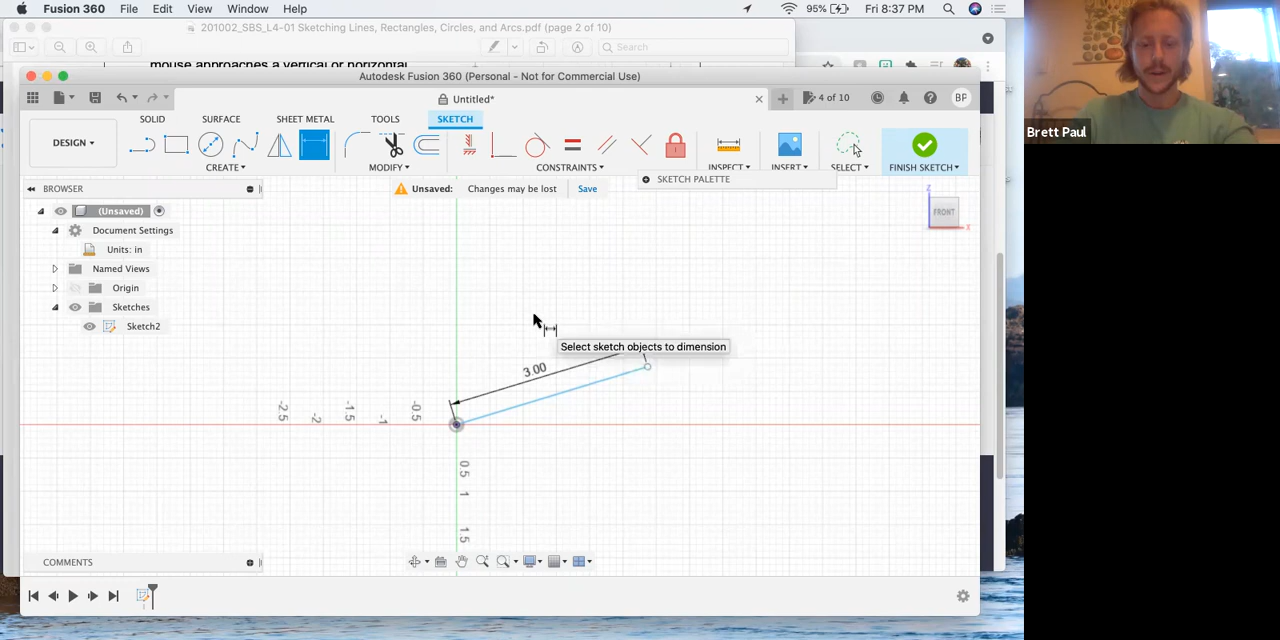 Fusion 360 File Edit View Window Help 95% Fri 8:37 PM
201002_SBS_L4-01 Sketching Lines, Rectangles, Circles, and Arcs.pdf (page 2 of 10)
Search
mouse approaches a vertical or horizontal
Autodesk Fusion 360 (Personal - Not for Commercial Use)
Untitled* 4 of 10 BP
SOLID SURFACE SHEET METAL TOOLS SKETCH
DESIGN
CREATE MODIFY CONSTRAINTS INSPECT INSERT SELECT FINISH SKETCH
SKETCH PALETTE
BROWSER
Unsaved: Changes may be lost Save
(Unsaved)
Document Settings
Units: in
Named Views
Origin
Sketches
Sketch2
Z
FRONT
X
Select sketch objects to dimension
3.00
-2.5 -2 -1.5 -1 -0.5
0.5
1
1.5
COMMENTS
Brett Paul